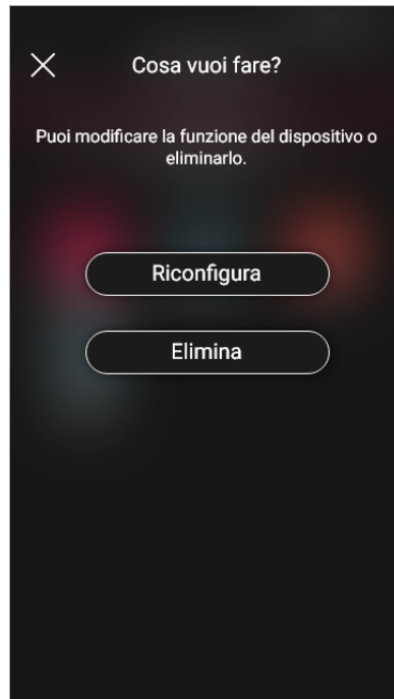 Cosa vuoi fare?
Puoi modificare la funzione del dispositivo o
eliminarlo.
Riconfigura
Elimina